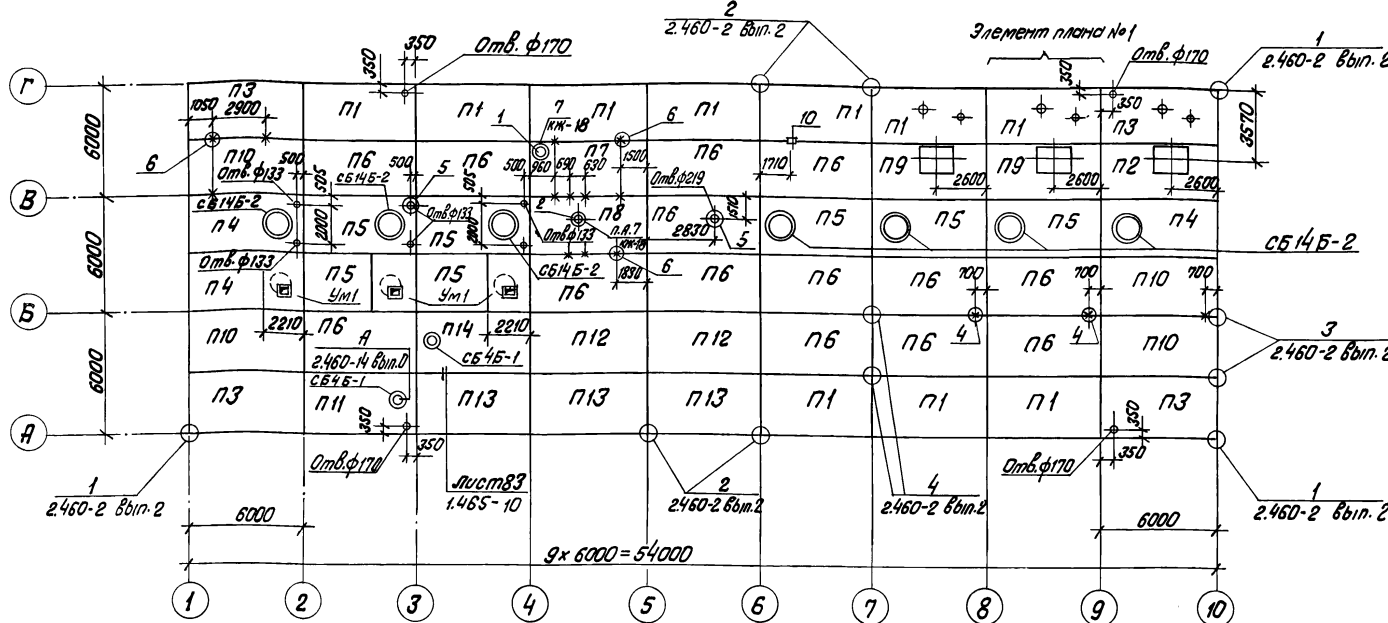 2
2.460-2 Вып.2
Элемент плана №1
1
2.460-2 Вып. 2
350
Отв. ф170
350
Отв. ф170
350
350
Г
П3
П1
П1
7
П1
П1
П1
П1
П1
П3
1050
2900
КЖ-18
1
6
10
3570
6000
6
П10
П6
П6
П7
П6
П6
П9
П9
П2
500
500
500
960
690
630
1500
1710
2600
2600
2600
Отв. ф133
505
сб14Б-2
5
505
Отв. ф219
В
сб14Б-2
2
1510
П4
П5
П5
П8
П6
П5
П5
П5
П4
2000
Отв. ф133
2800
Отв ф133
п.А.7
КЖ-18
2830
5
СБ14Б-2
6000
Отв. ф133
СБ14 Б-2
1850
6
П4
П5
П5
П6
П6
П6
П6
П6
П10
Ум1
Ум1
700
700
700
Б
2210
2210
П10
П6
П14
П12
П12
П6
П6
П6
П10
4
4
3
2.460-2 Вып.2
А
2.460-14 Вып.0
СБ4Б-1
СБ4Б-1
6000
П3
П11
П13
П13
П13
П1
П1
П1
П3
350
350
А
350
350
Отв. ф170
Отв. ф170
1
2.460-2 Вып. 2
Лист83
1.465-10
2
2.460-2 Вып.2
4
2.460-2 Вып.2
1
2.460-2 Вып.2
6000
6000
9х 6000 = 54000
1
2
3
4
5
6
7
8
9
10